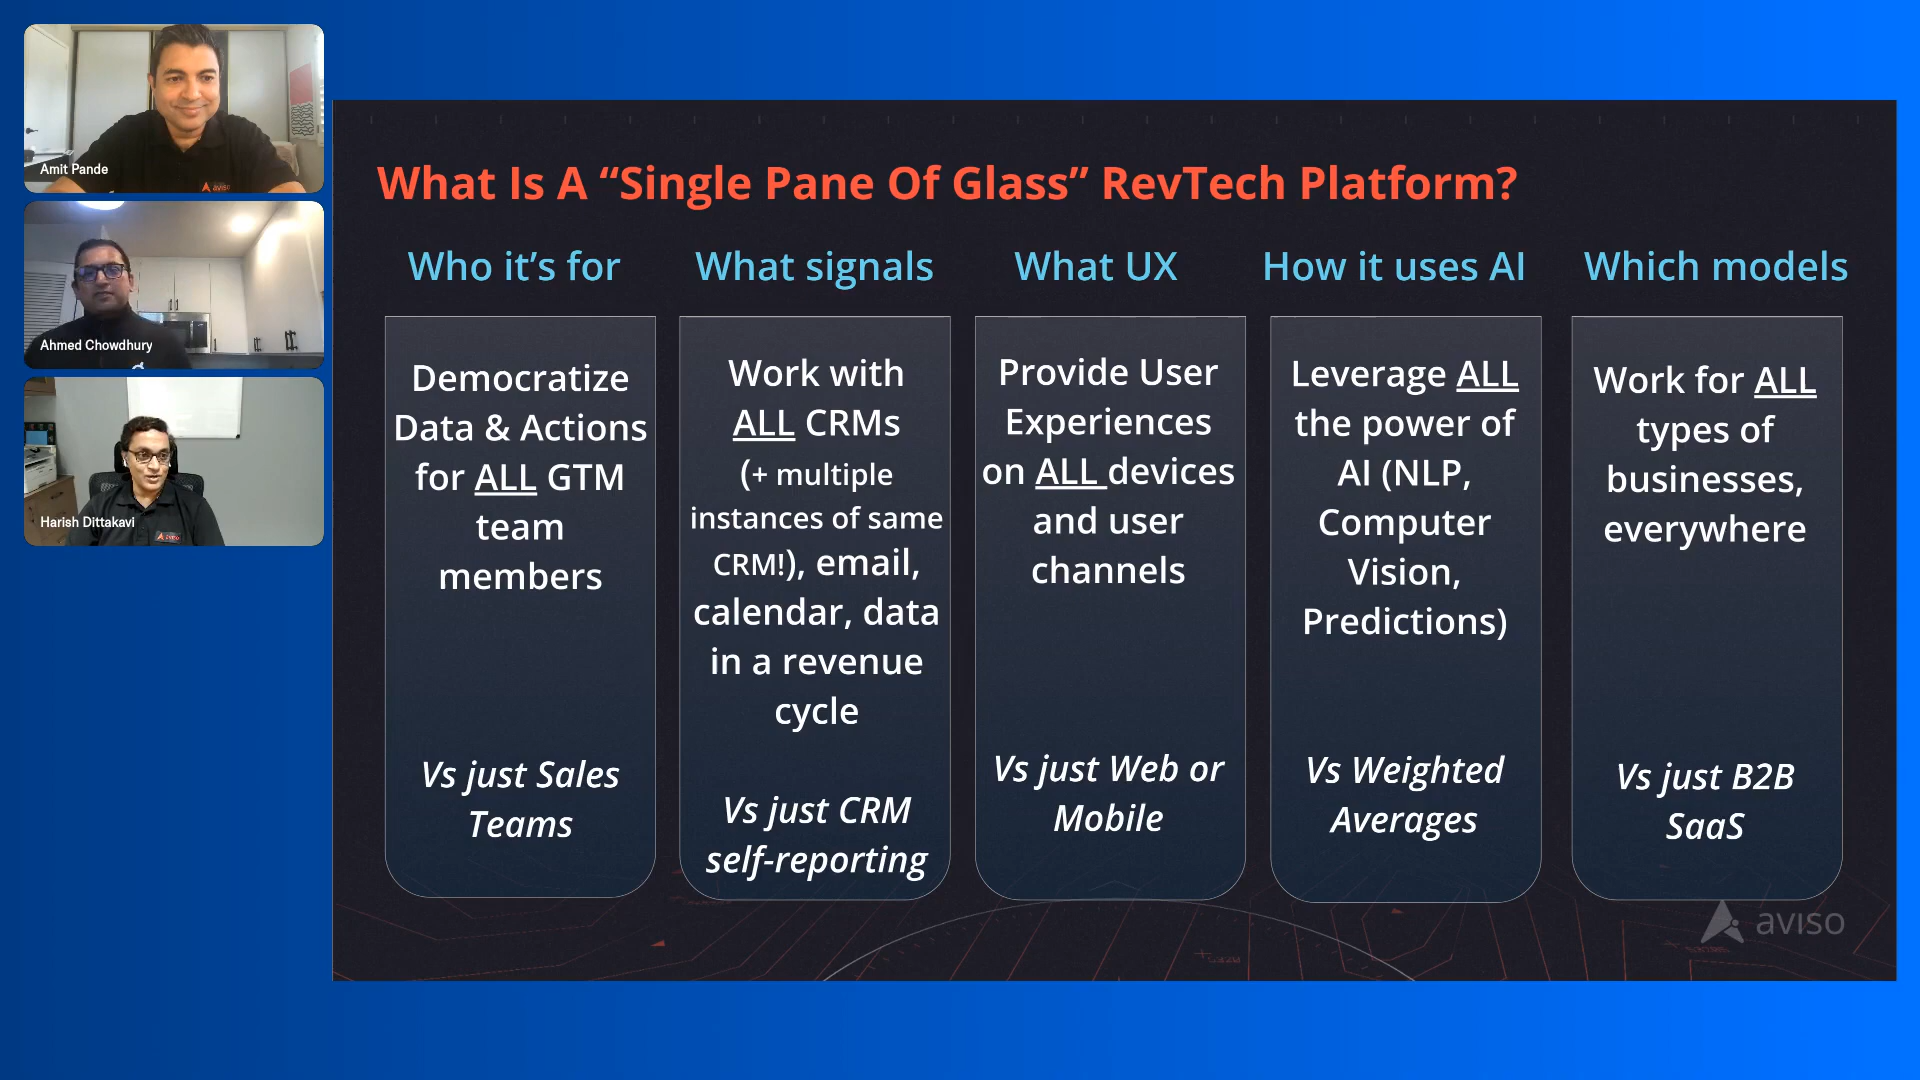 Amit Pande
aviso
Ahmed Chowdhury
Harish Dittakavi
aviso
What Is A “Single Pane Of Glass” RevTech Platform?
Who it’s for
Democratize
Data & Actions
for ALL GTM
team
members
Vs just Sales
Teams
What signals
Work with
ALL CRMs
(+ multiple
instances of same
CRM!), email,
calendar, data
in a revenue
cycle
Vs just CRM
self-reporting
What UX
Provide User
Experiences
on ALL devices
and user
channels
Vs just Web or
Mobile
How it uses AI
Leverage ALL
the power of
AI (NLP,
Computer
Vision,
Predictions)
Vs Weighted
Averages
Which models
Work for ALL
types of
businesses,
everywhere
Vs just B2B
SaaS
aviso